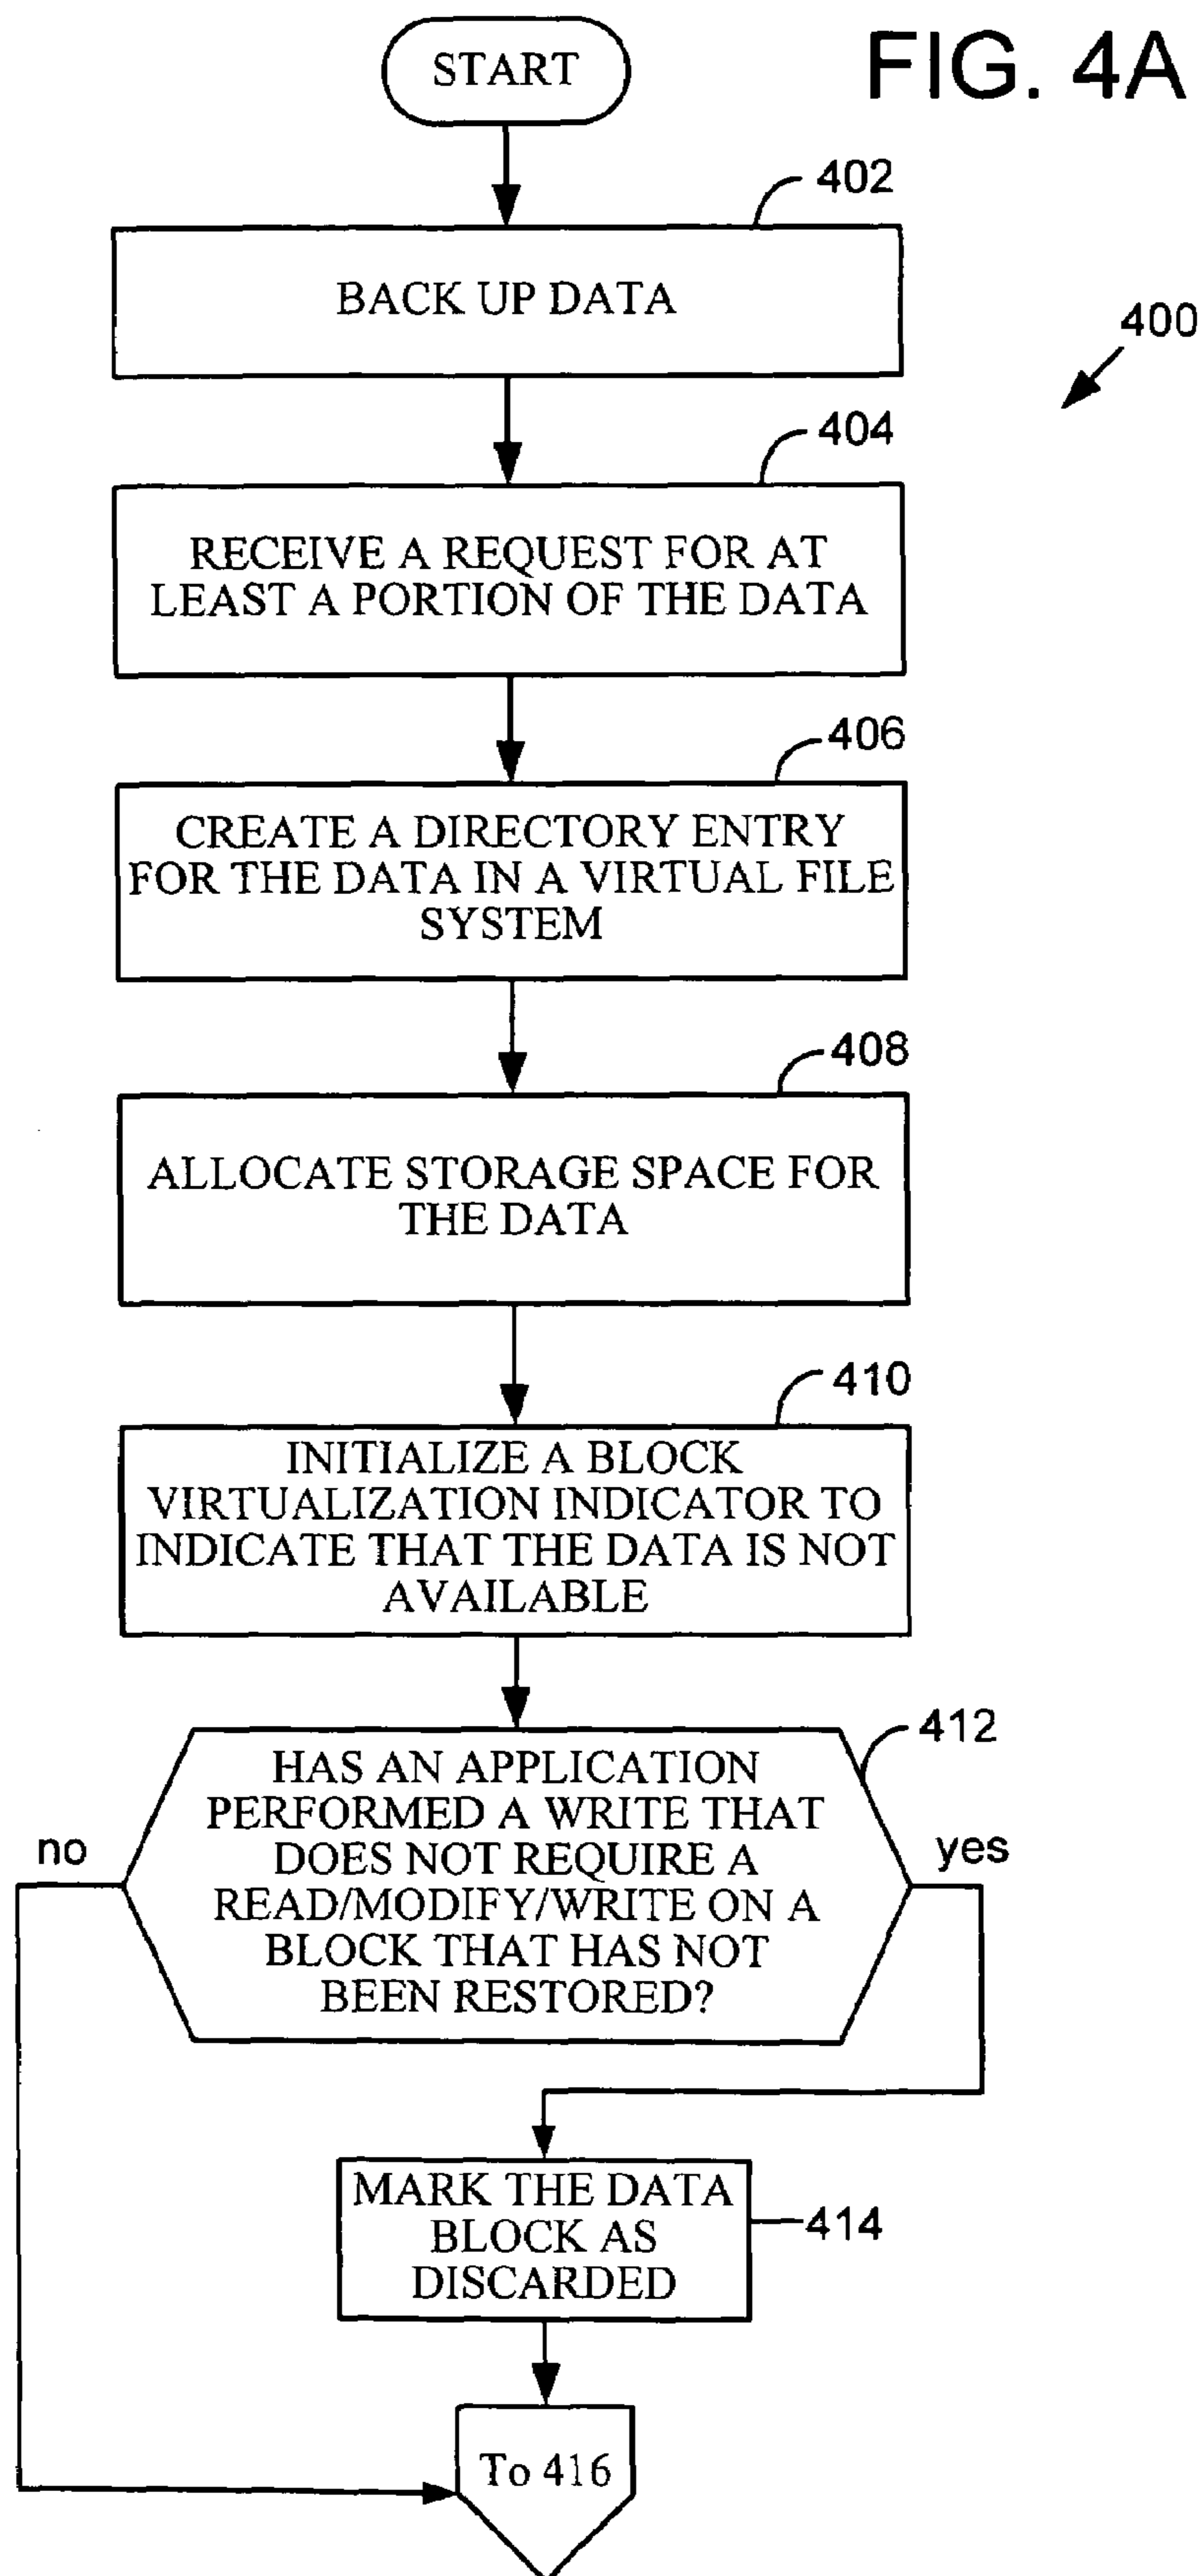 FIG. 4A
START
402
BACK UP DATA
400
404
RECEIVE A REQUEST FOR AT
LEAST A PORTION OF THE DATA
406
CREATE A DIRECTORY ENTRY
FOR THE DATA IN A VIRTUAL FILE
SYSTEM
408
ALLOCATE STORAGE SPACE FOR
THE DATA
410
INITIALIZE A BLOCK
VIRTUALIZATION INDICATOR TO
INDICATE THAT THE DATA IS NOT
AVAILABLE
412
HAS AN APPLICATION
PERFORMED A WRITE THAT
DOES NOT REQUIRE A
READ/MODIFY/WRITE ON A
BLOCK THAT HAS NOT
BEEN RESTORED?
no
yes
MARK THE DATA
BLOCK AS
DISCARDED
414
To 416